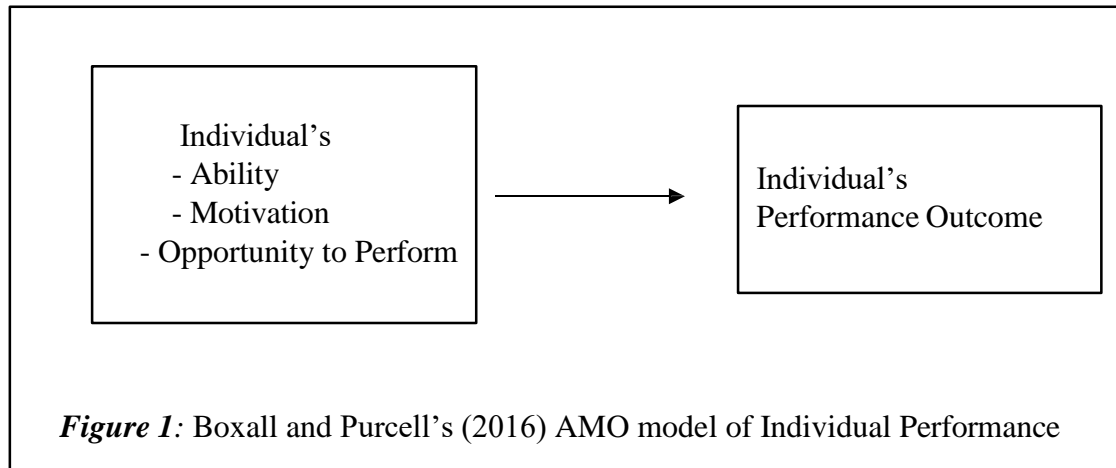 Individual’s
- Ability
- Motivation
- Opportunity to Perform
Individual’s
Performance Outcome
Figure 1: Boxall and Purcell’s (2016) AMO model of Individual Performance